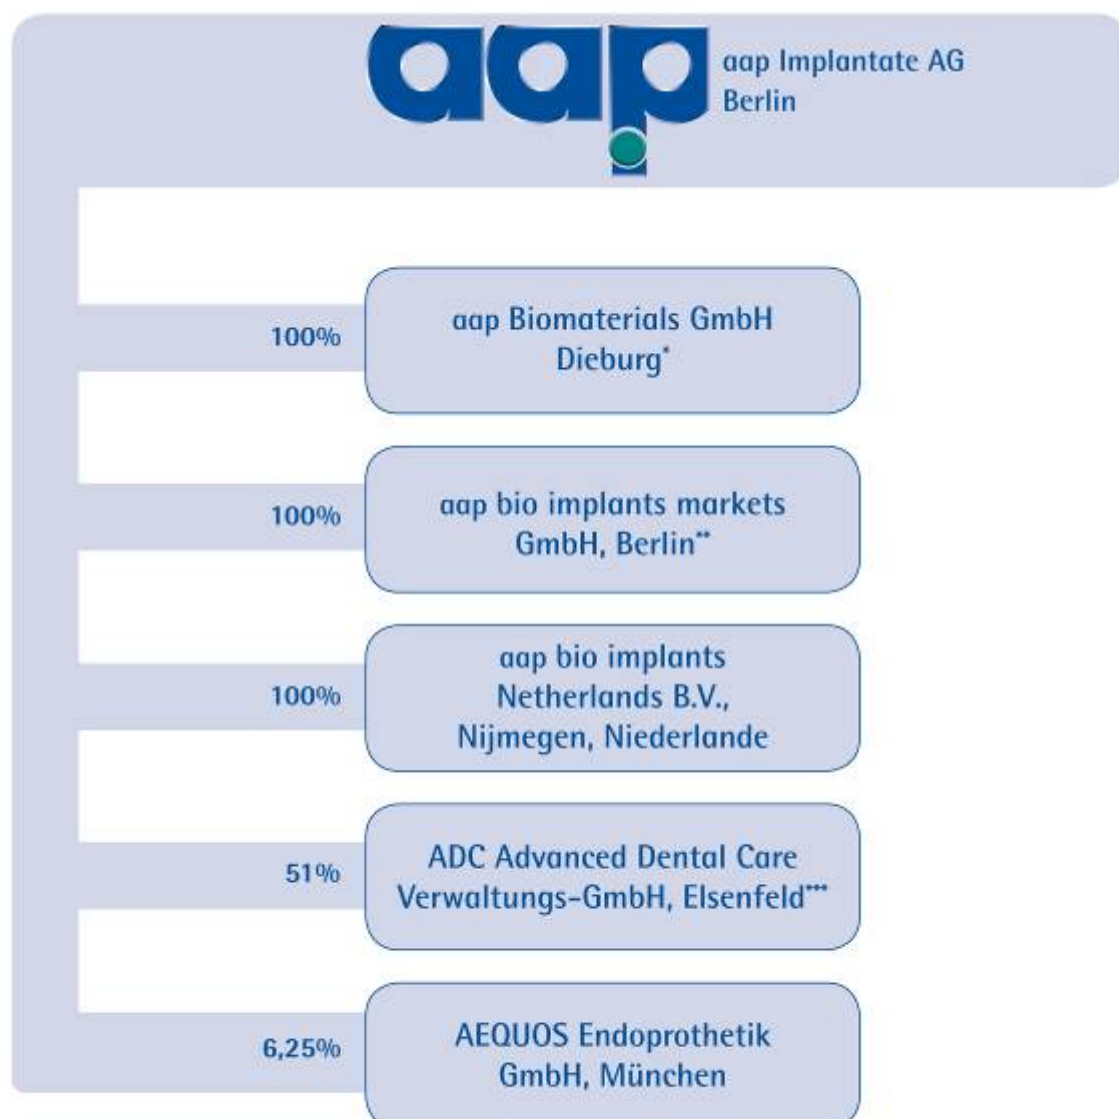 aap
aap Implantate AG
Berlin
100%
aap Biomaterials GmbH
Dieburg*
100%
aap bio implants markets
GmbH, Berlin**
100%
aap bio implants
Netherlands B.V.,
Nijmegen, Niederlande
51%
ADC Advanced Dental Care
Verwaltungs-GmbH, Elsenfeld***
6,25%
AEQUOS Endoprothetik
GmbH, München